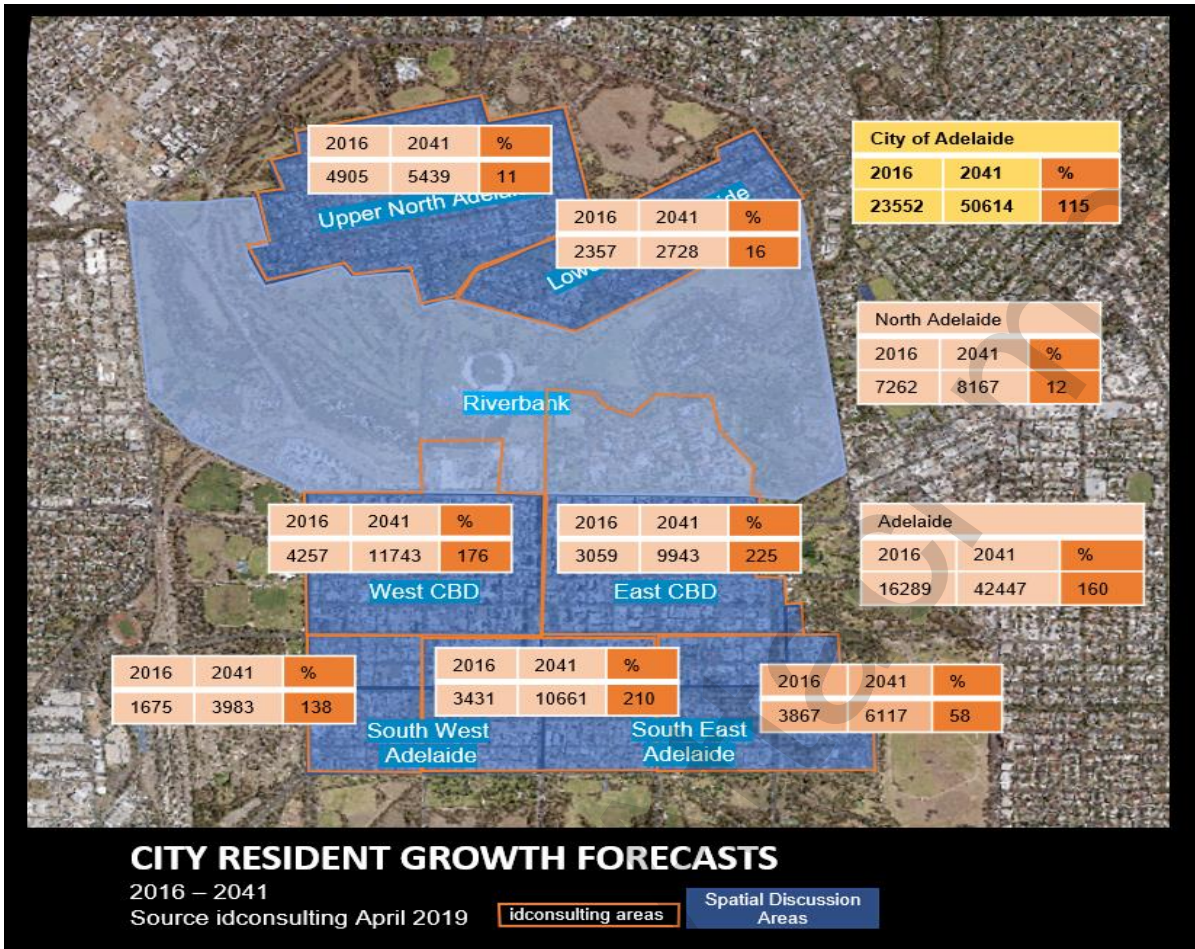 2016 2041 %
4905 5439 11
Upper North
2016 2041 %
2357 2728 16
City of Adelaide
2016 2041 %
23552 50614 115
North Adelaide
2016 2041 %
7262 8167 12
Riverbank
2016 2041 %
4257 11743 176
West CBD
2016 2041 %
3059 9943 225
East CBD
Adelaide
2016 2041 %
16289 42447 160
2016 2041 %
1675 3983 138
2016 2041 %
3431 10661 210
2016 2041 %
3867 6117 58
South West
Adelaide
South East
Adelaide
CITY RESIDENT GROWTH FORECASTS
2016 – 2041
Source idconsulting April 2019
idconsulting areas
Spatial Discussion
Areas